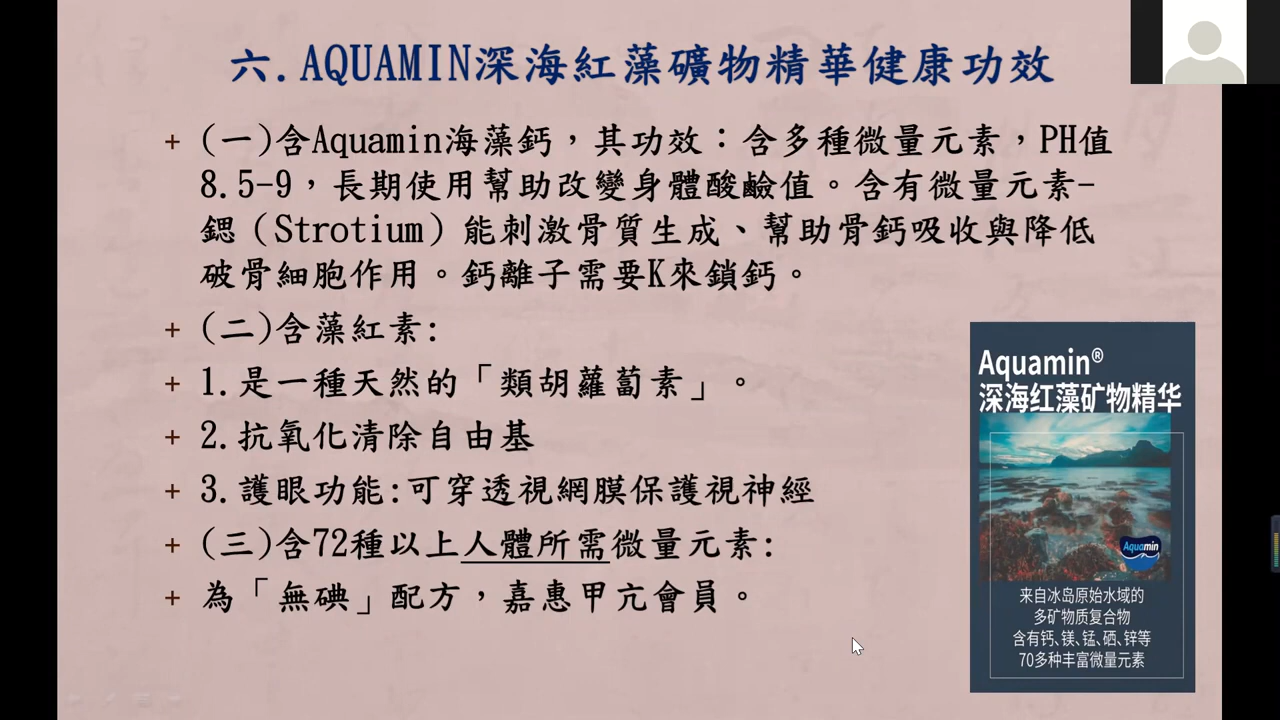 六.AQUAMIN深海紅藻礦物精華健康功效
+ (一)含Aquamin海藻鈣，其功效：含多種微量元素，PH值
8.5-9，長期使用幫助改變身體酸鹼值。含有微量元素-
鍶（Strotium）能刺激骨質生成、幫助骨鈣吸收與降低
破骨細胞作用。鈣離子需要K來鎖鈣。
+ (二)含藻紅素:
+ 1.是一種天然的「類胡蘿蔔素」。
+ 2.抗氧化清除自由基
+ 3.護眼功能:可穿透視網膜保護視神經
+ (三)含72種以上人體所需微量元素:
+ 為「無碘」配方，嘉惠甲亢會員。
Aquamin®
深海红藻矿物精华
Aquamin
来自冰岛原始水域的
多矿物质复合物
含有钙、镁、锰、硒、锌等
70多种丰富微量元素